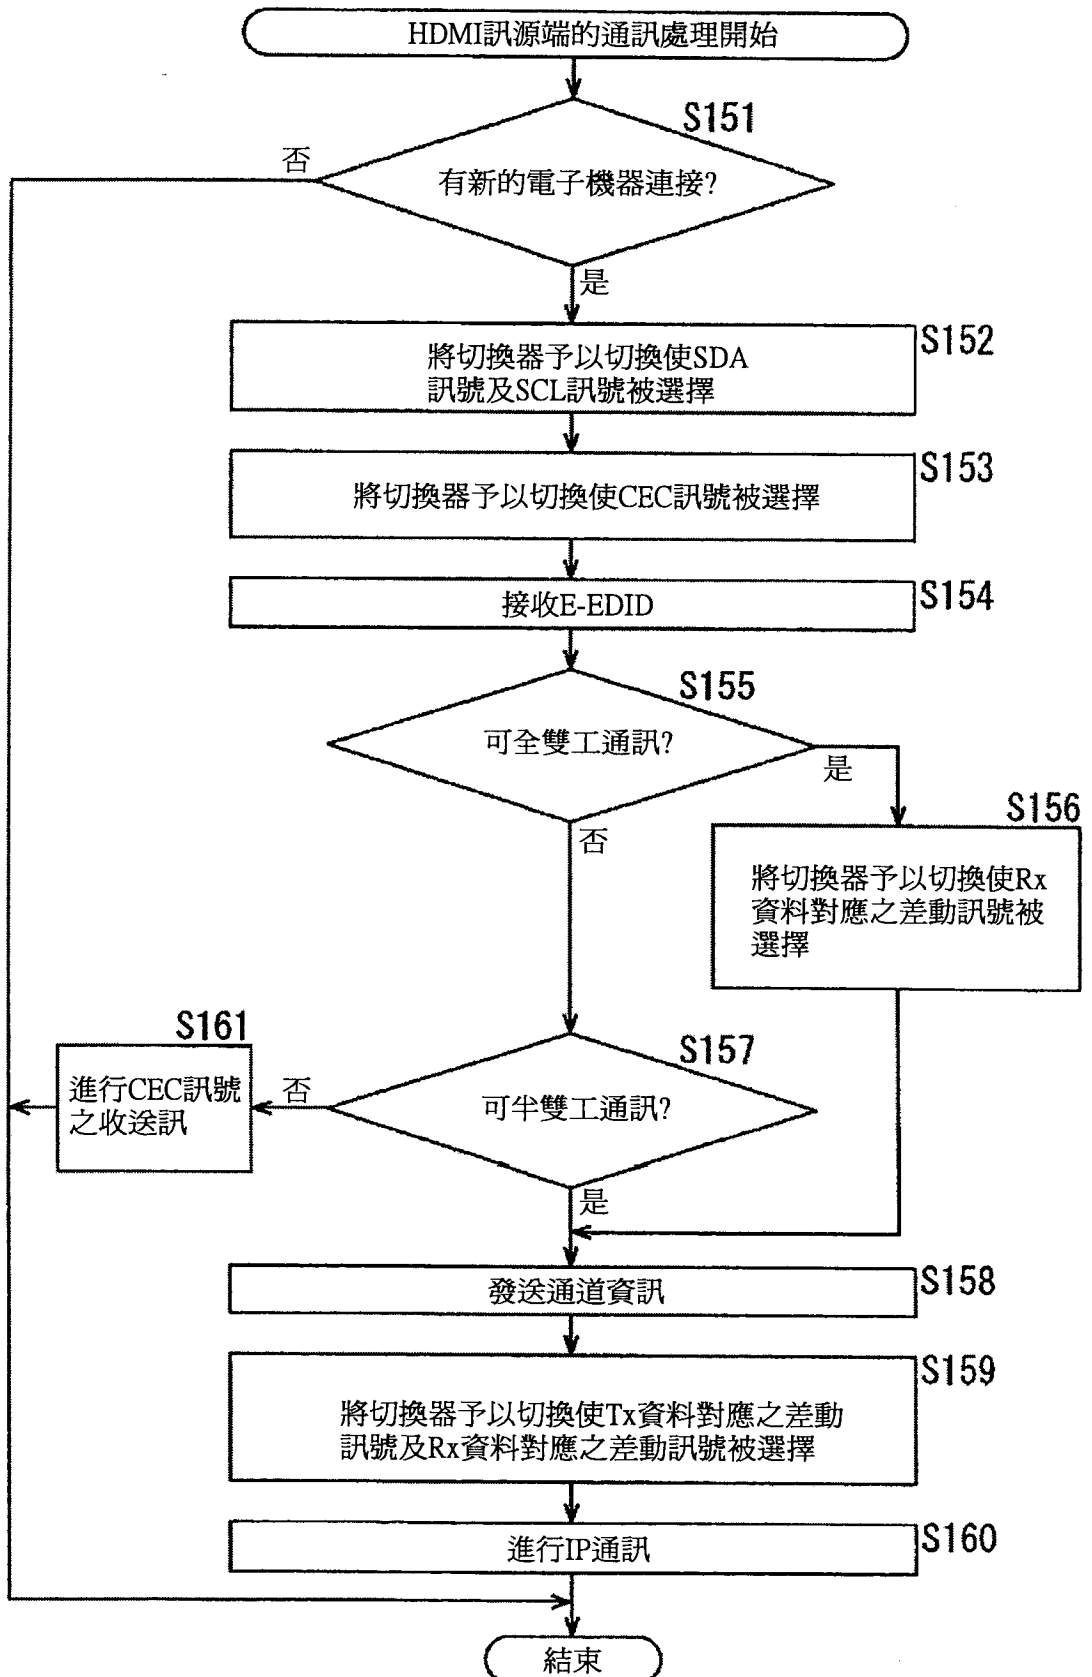 HDMI訊源端的通訊處理開始
S151
否
有新的電子機器連接?
是
S152
將切換器予以切換使SDA
訊號及SCL訊號被選擇
S153
將切換器予以切換使CEC訊號被選擇
S154
接收E-EDID
S155
可全雙工通訊?
是
否
S156
將切換器予以切換使Rx
資料對應之差動訊號被
選擇
S161
進行CEC訊號
之收送訊
否
S157
可半雙工通訊?
是
S158
發送通道資訊
S159
將切換器予以切換使Tx資料對應之差動
訊號及Rx資料對應之差動訊號被選擇
S160
進行IP通訊
結束